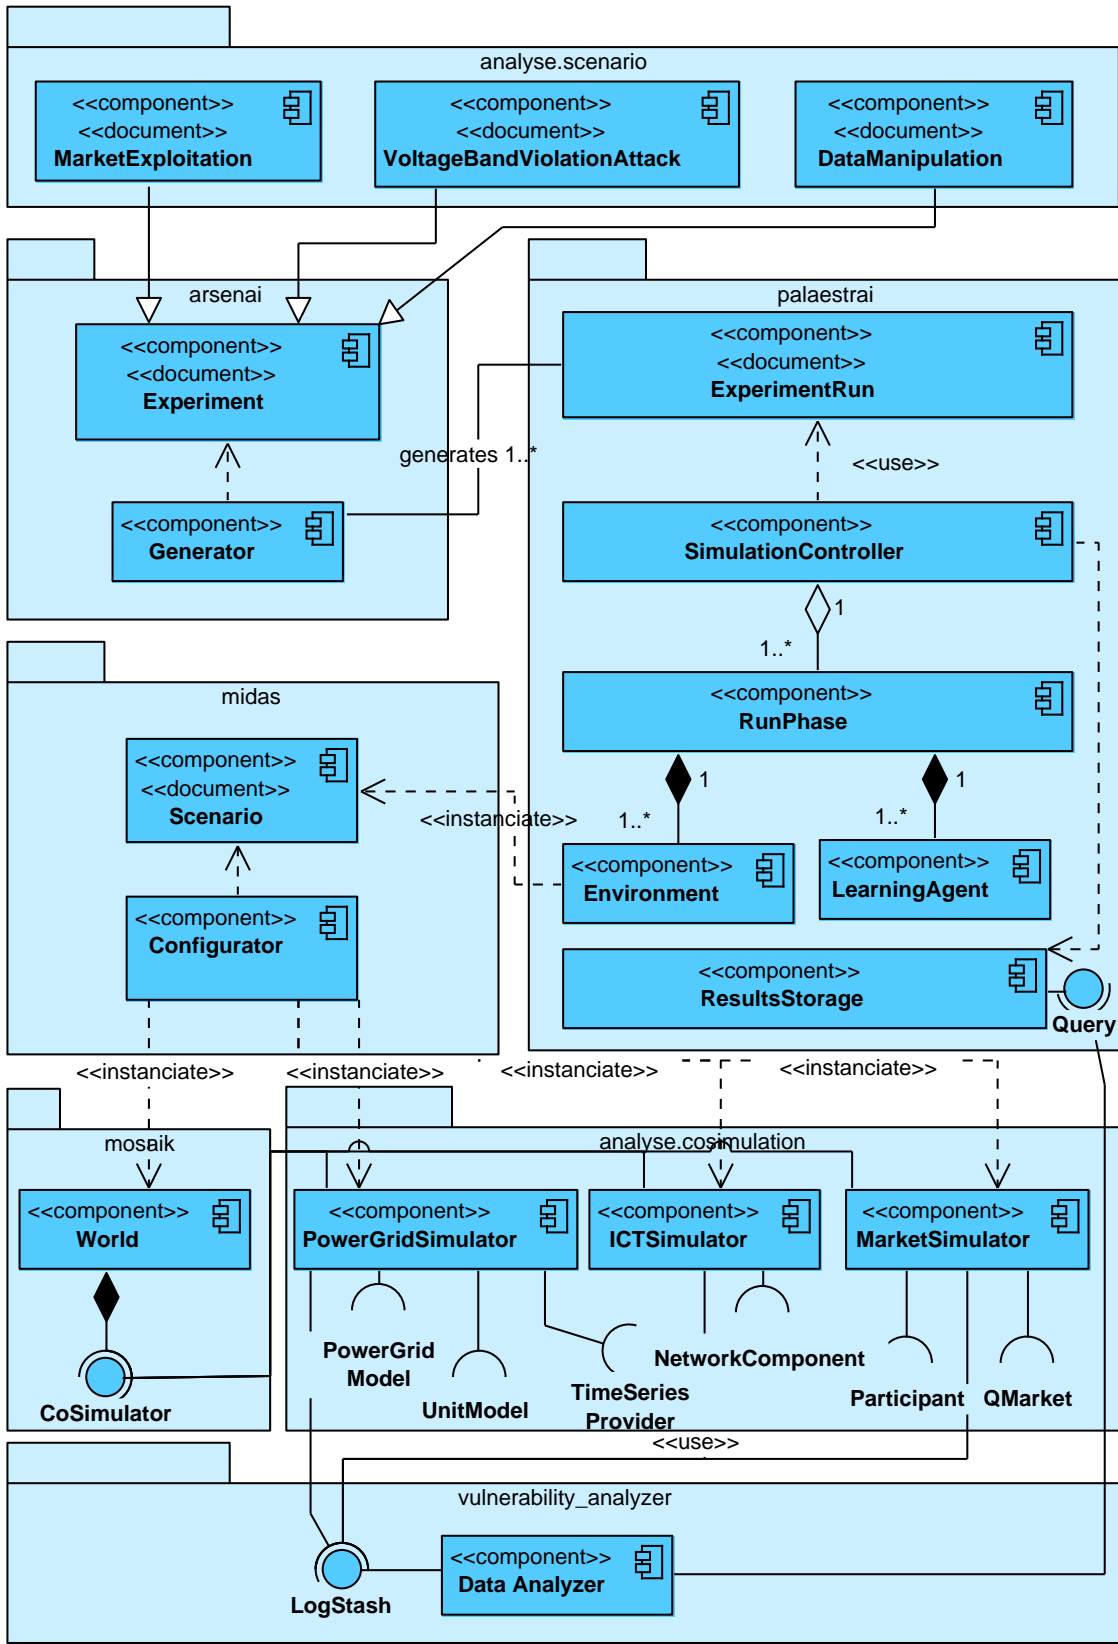 analyse.scenario
<<component>>
<<document>>
MarketExploitation
<<component>>
<<document>>
VoltageBandViolationAttack
<<component>>
<<document>>
DataManipulation
arsenai
<<component>>
<<document>>
Experiment
generates 1..*
<<component>>
Generator
palaestrai
<<component>>
<<document>>
ExperimentRun
<<use>>
<<component>>
SimulationController
1
1..*
<<component>>
RunPhase
1
1..*
1
1..*
<<component>>
Environment
<<component>>
LearningAgent
<<component>>
ResultsStorage
Query
midas
<<component>>
<<document>>
Scenario
<<instanciate>>
<<component>>
Configurator
<<instanciate>>
<<instanciate>>
<<instanciate>>
<<instanciate>>
mosaik
<<component>>
World
CoSimulator
analyse.cosimulation
<<component>>
PowerGridSimulator
<<component>>
ICTSimulator
<<component>>
MarketSimulator
PowerGrid
Model
UnitModel
TimeSeries
Provider
NetworkComponent
Participant
QMarket
<<use>>
vulnerability_analyzer
LogStash
<<component>>
Data Analyzer